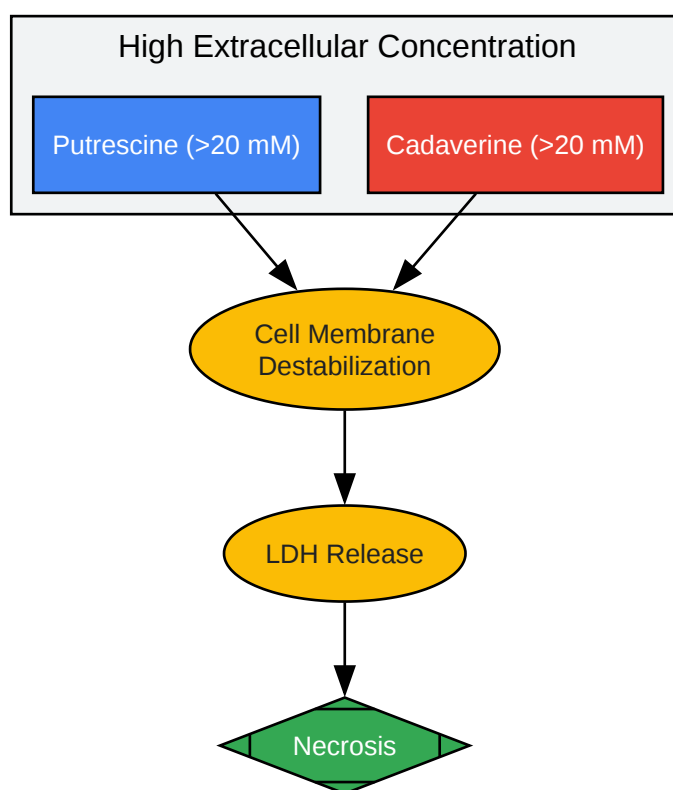 High Extracellular Concentration
Putrescine (>20 mM)
Cadaverine (>20 mM)
Cell Membrane
Destabilization
LDH Release
Necrosis